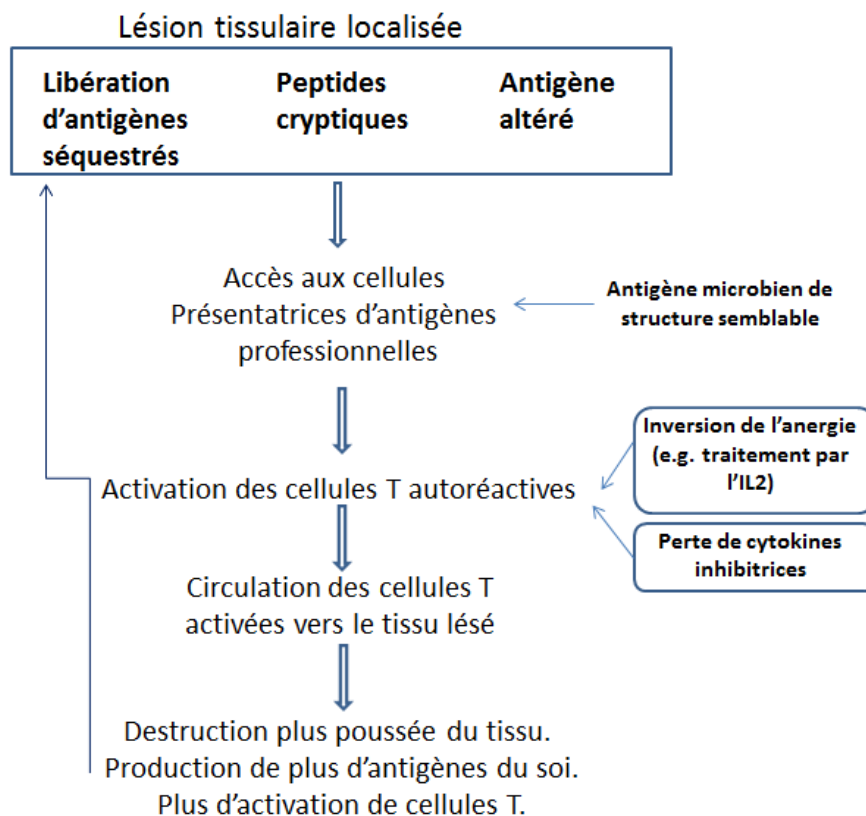 Lésion tissulaire localisée
Libération
d'antigènes
séquestrés
Peptides
cryptiques
Antigène
altéré
Accès aux cellules
Présentatrices d'antigènes
professionnelles
Antigène microbien de
structure semblable
Inversion de l'anergie
(e.g. traitement par
l'IL2)
Activation des cellules T autoréactives
Perte de cytokines
inhibitrices
Circulation des cellules T
activées vers le tissu lésé
Destruction plus poussée du tissu.
Production de plus d'antigènes du soi.
Plus d'activation de cellules T.